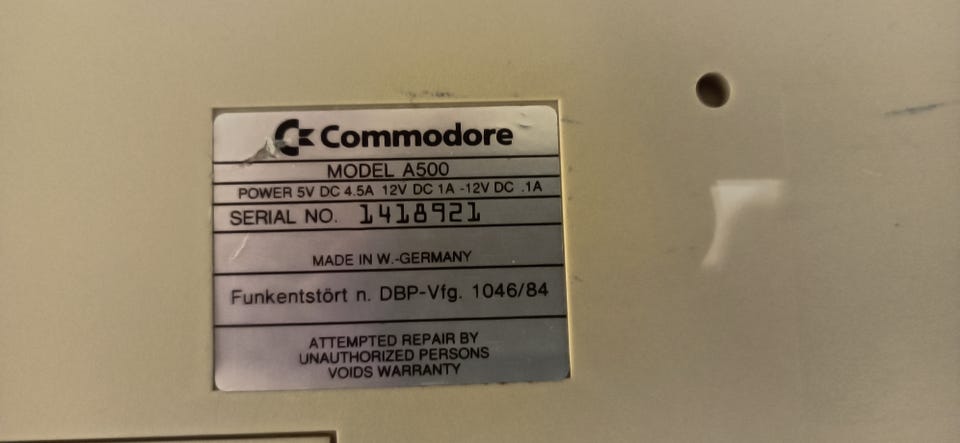 Commodore
MODEL A500
POWER 5V DC 4.5A 12V DC 1A -12V DC .1A
SERIAL NO. 1418921
MADE IN W.-GERMANY
Funkentstört n. DBP-Vfg. 1046/84
ATTEMPTED REPAIR BY
UNAUTHORIZED PERSONS
VOIDS WARRANTY